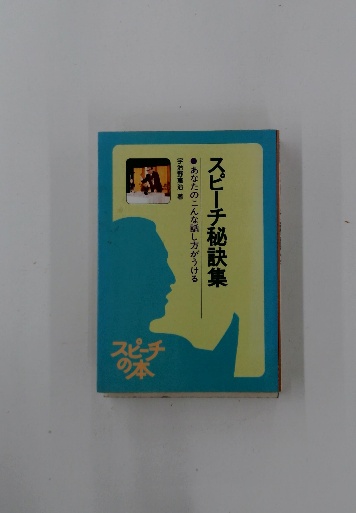 スピーチ秘訣集
●あなたのこんな話し方がうける
著
スピーチ
の本